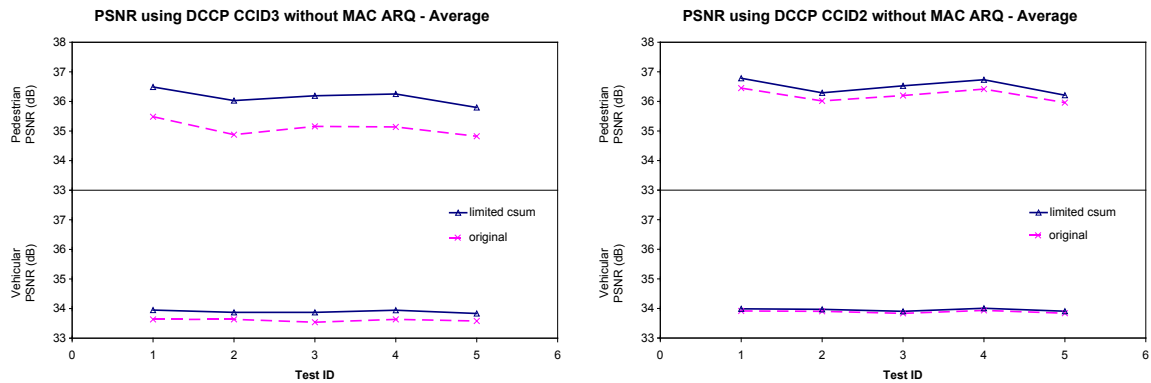 PSNR using DCCP CCID3 without MAC ARQ - Average
38
37
36
35
34
33
37
36
35
34
33
Pedestrian
PSNR (dB)
Vehicular
PSNR (dB)
limited csum
original
0 1 2 3 4 5 6
Test ID
PSNR using DCCP CCID2 without MAC ARQ - Average
38
37
36
35
34
33
37
36
35
34
33
Pedestrian
PSNR (dB)
Vehicular
PSNR (dB)
limited csum
original
0 1 2 3 4 5 6
Test ID